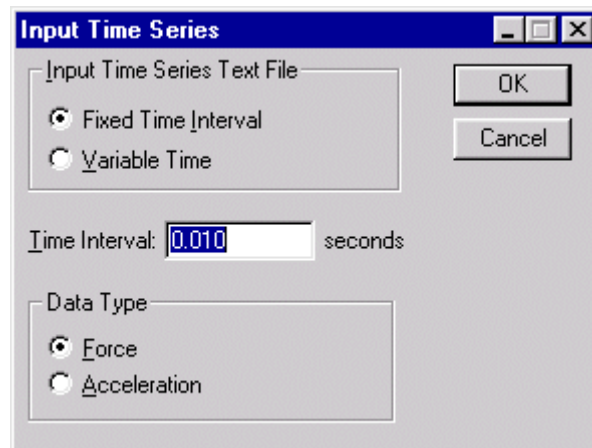 Input Time Series
Input Time Series Text File
OK
Fixed Time Interval
Cancel
Variable Time
Time Interval: 0.010 seconds
Data Type
Force
Acceleration